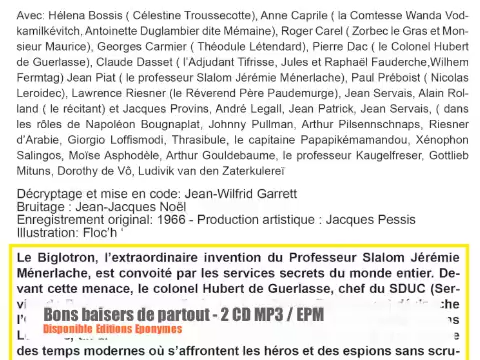 Avec: Hélena Bossis ( Célestine Troussecotte), Anne Caprile ( la Comtesse Wanda Vod-
kamilkévitch, Antoinette Duglambier dite Mémaine), Roger Carel ( Zorbec le Gras et Mon-
sieur Maurice), Georges Carmier ( Théodule Létendard), Pierre Dac ( le Colonel Hubert
de Guerlasse), Claude Dasset ( l'Adjudant Tifrisse, Jules et Raphaël Fauderche,Wilhem
Fermtag) Jean Piat ( le professeur Slalom Jérémie Ménerlache), Paul Préboist ( Nicolas
Leroidec), Lawrence Riesner (le Réverend Père Paudemurge), Jean Servais, Alain Rol-
land ( le récitant) et Jacques Provins, André Legall, Jean Patrick, Jean Servais, ( dans
les rôles de Napoléon Bougnaplat, Johnny Pullman, Arthur Pilsennschnaps, Riesner
d'Arabie, Giorgio Loffismodi, Thrasibule, le capitaine Papapikémamandou, Xénophon
Salingos, Moïse Asphodèle, Arthur Gouldebaume, le professeur Kaugelfreser, Gottlieb
Mituns, Dorothy de Vô, Ludivik van den Zaterkulereï
Décryptage et mise en code: Jean-Wilfrid Garrett
Bruitage : Jean-Jacques Noël
Enregistrement original: 1966 - Production artistique : Jacques Pessis
Illustration: Floc'h '
Le Biglotron, l'extraordinaire invention du Professeur Slalom Jérémie
Ménerlache, est convoité par les services secrets du monde entier. De-
vant cette menace, le colonel Hubert de Guerlasse, chef du SDUC (Ser-
Bons baisers de partout - 2 CD MP3 / EPM
Disponible Editions Eponymes
des temps modernes où s'affrontent les héros et des espions sans scru-